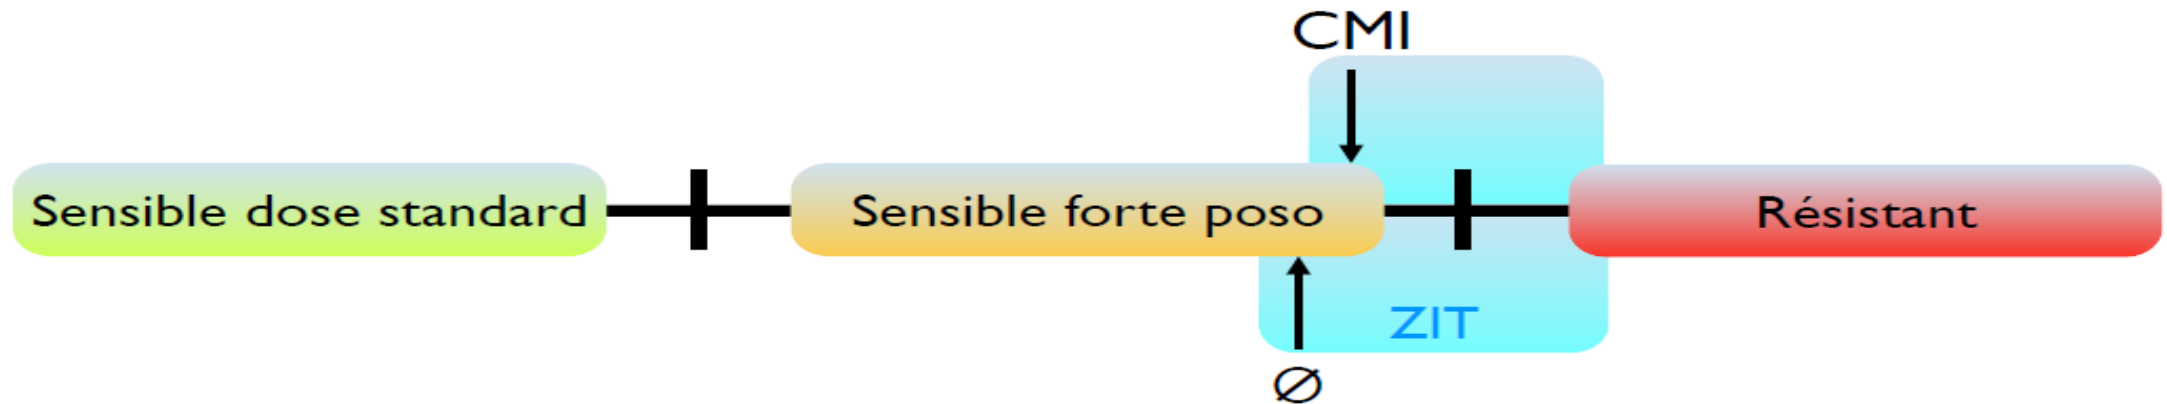 CMI
Sensible dose standard
Sensible forte poso
Résistant
ZIT
Ø